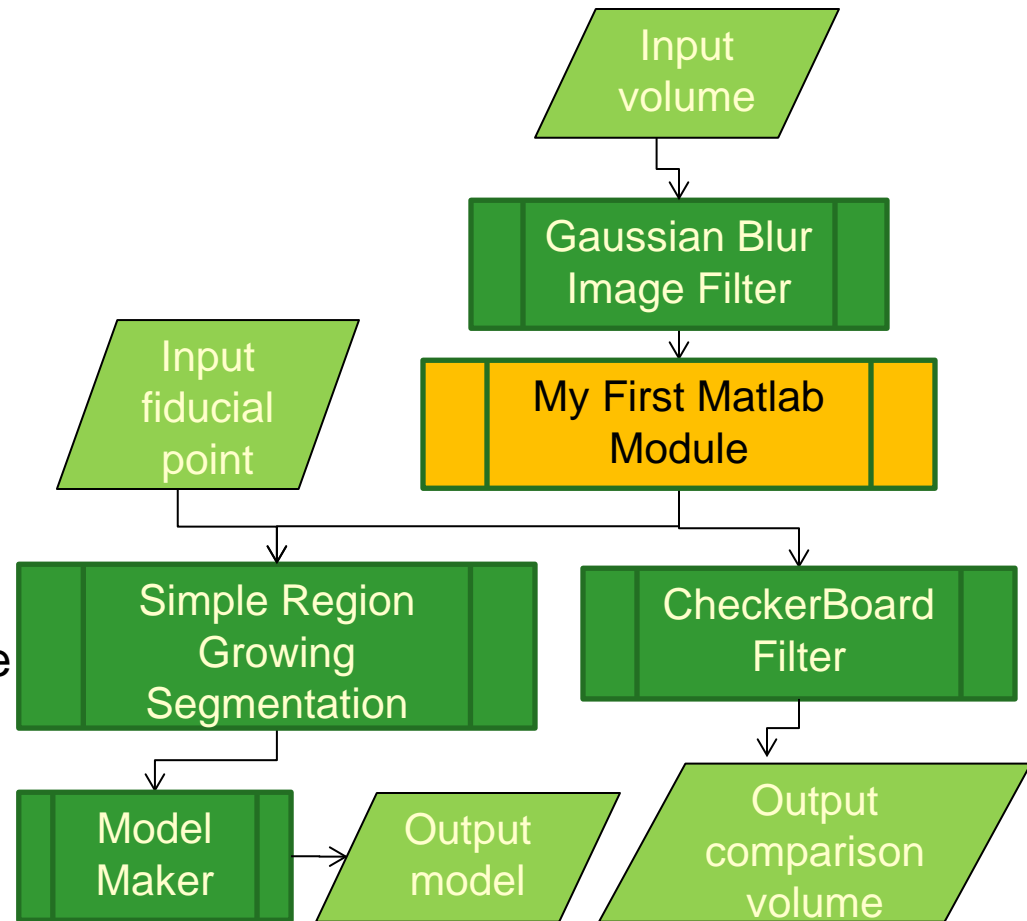 Input
volume
Gaussian Blur
Image Filter
Input
fiducial
point
My First Matlab
Module
Simple Region
Growing
Segmentation
CheckerBoard
Filter
e
Model
Maker
Output
model
Output
comparison
volume